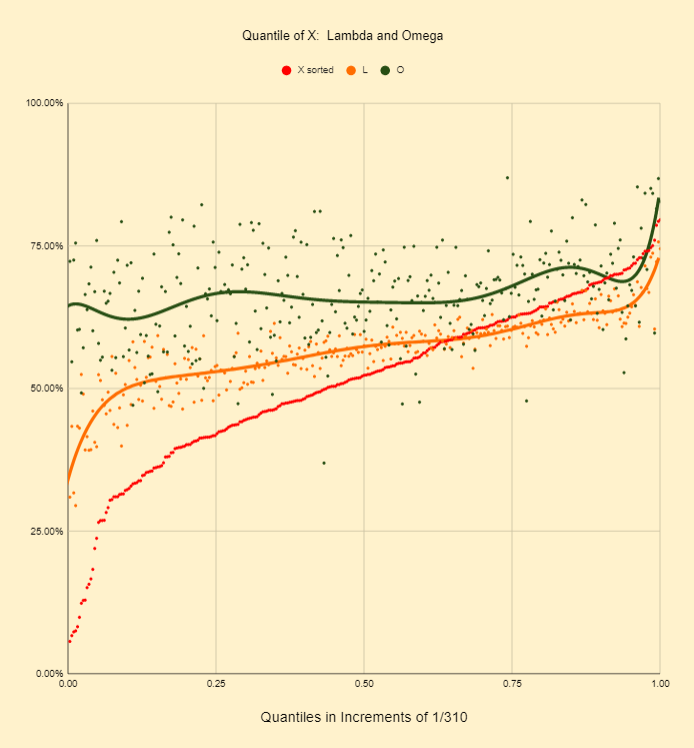 Quantile of X: Lambda and Omega
X sorted L O
100.00%
75.00%
50.00%
25.00%
0.00%
0.00 0.25 0.50 0.75 1.00
Quantiles in Increments of 1/310